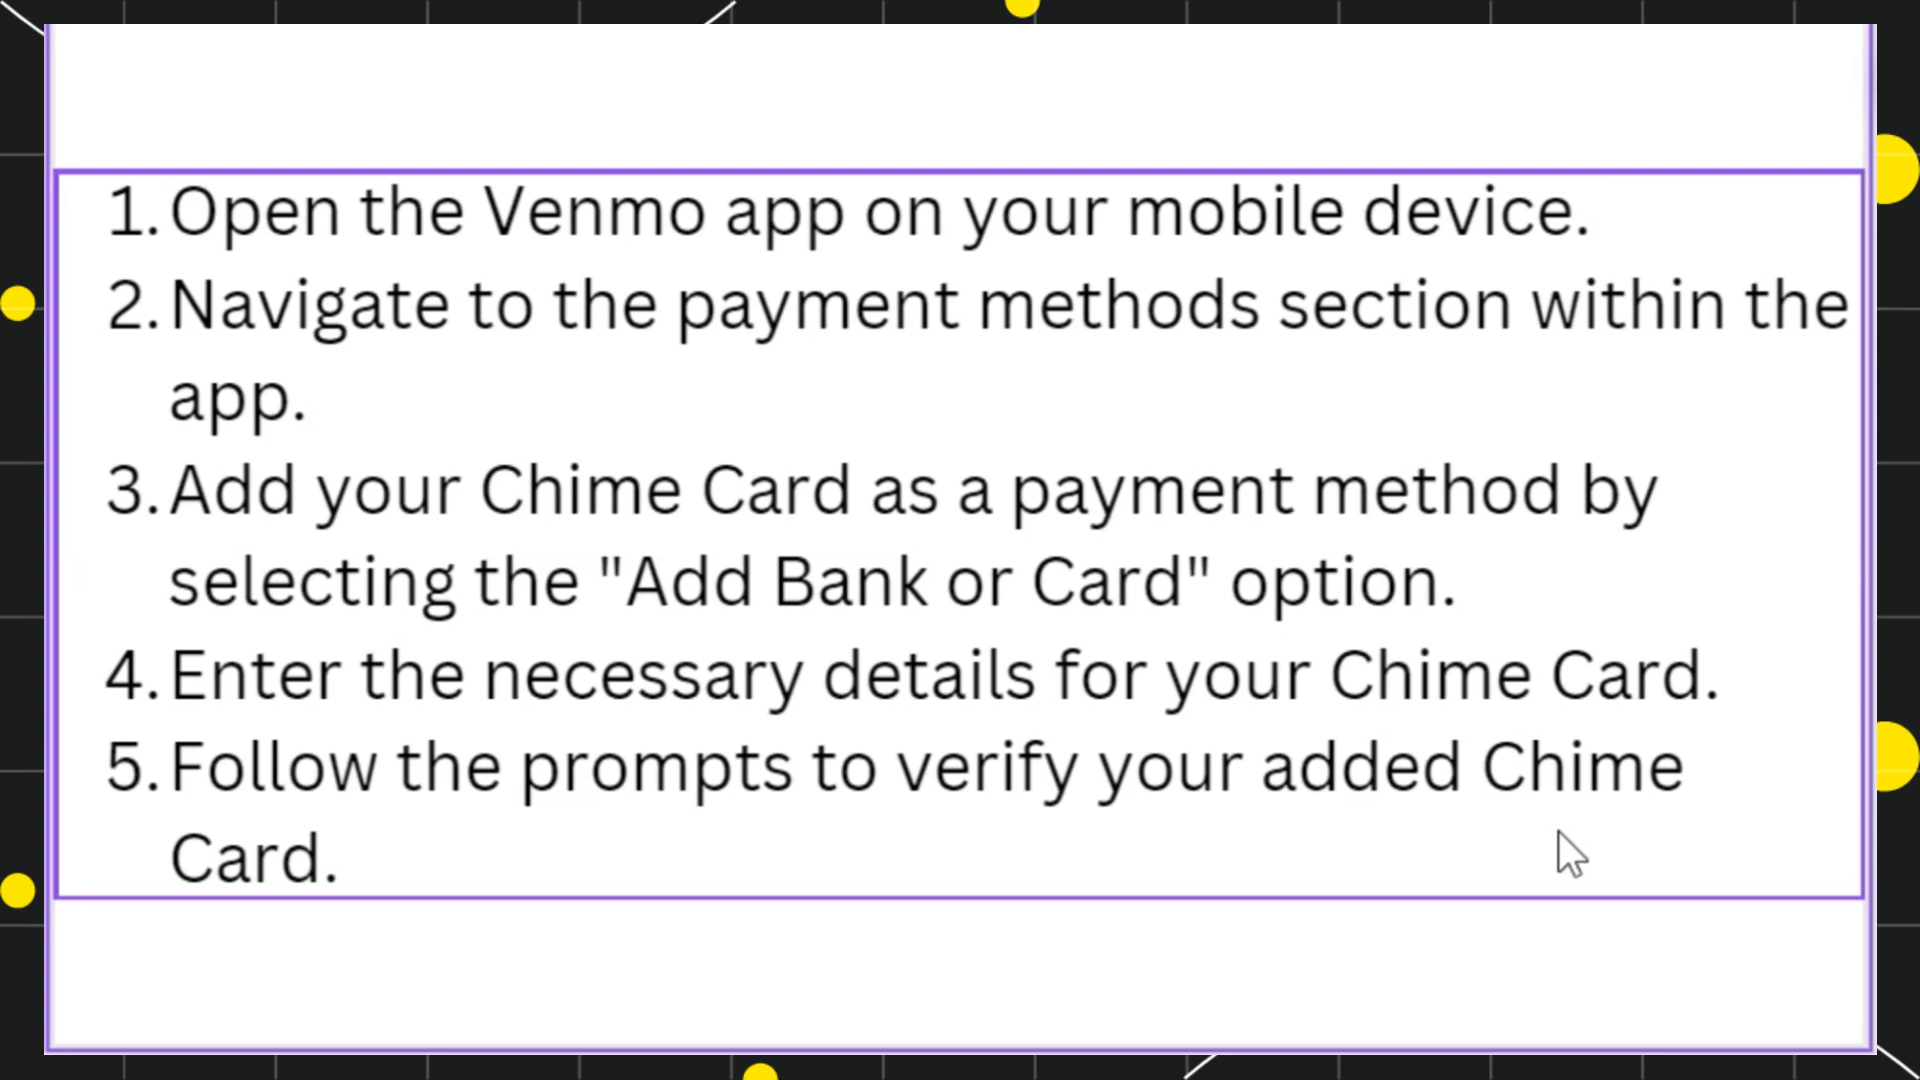 1. Open the Venmo app on your mobile device.
2. Navigate to the payment methods section within the
app.
3. Add your Chime Card as a payment method by
selecting the "Add Bank or Card" option.
4. Enter the necessary details for your Chime Card.
5. Follow the prompts to verify your added Chime
Card.